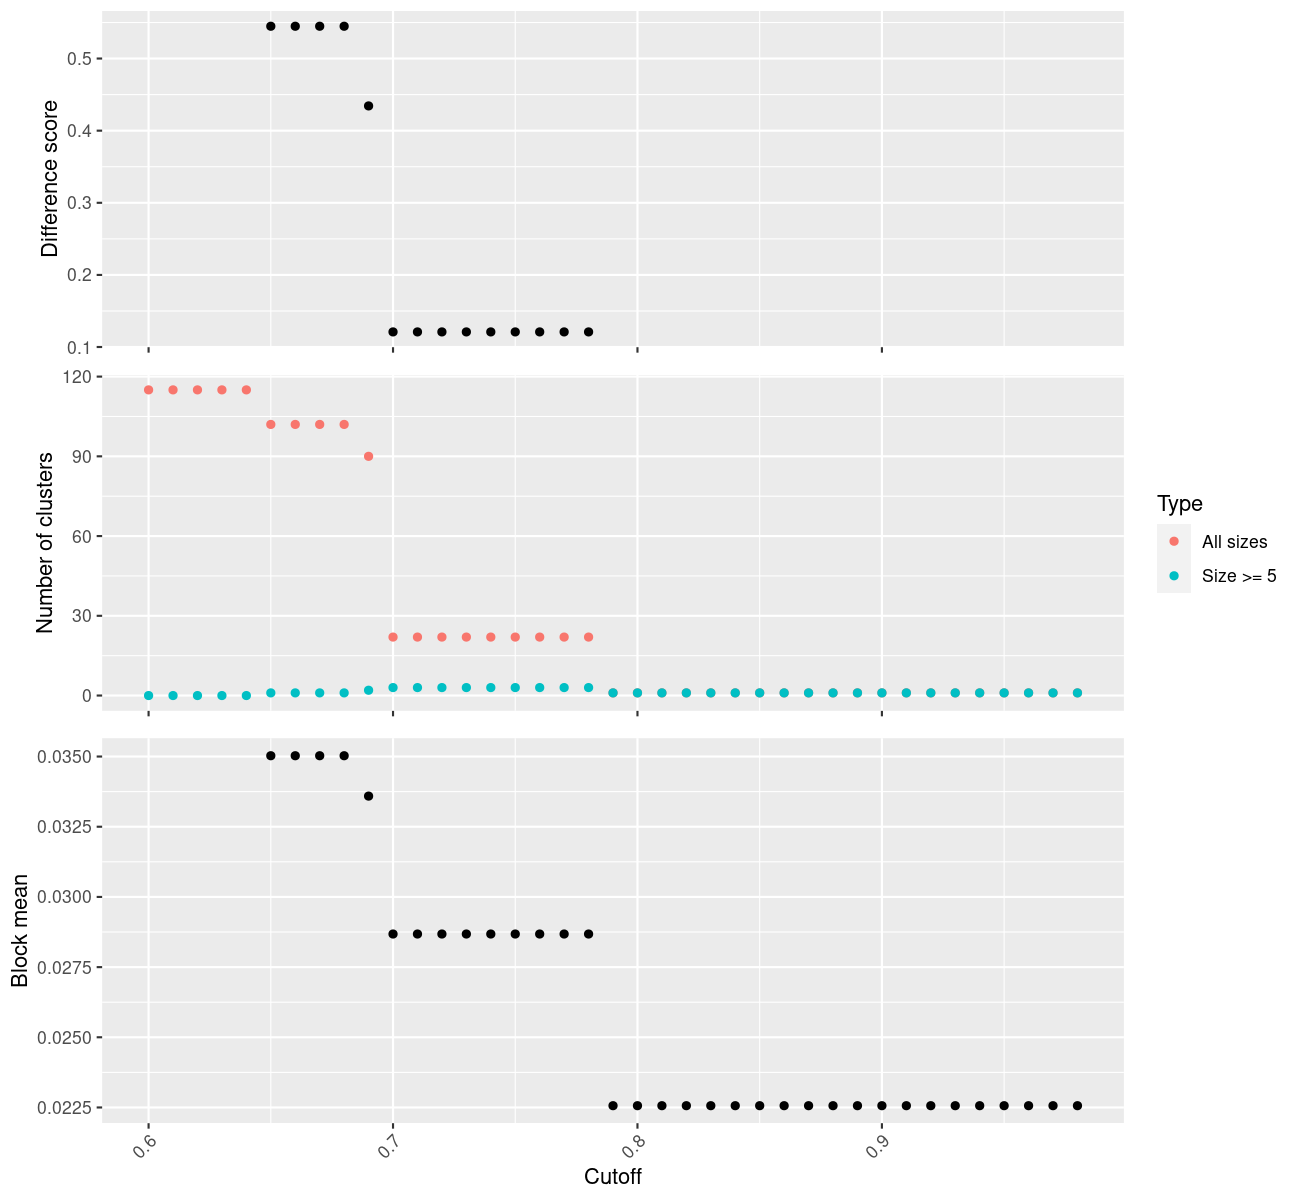 Difference score
0.5
0.4
0.3
0.2
0.1
Number of clusters
120
90
60
30
0
Type
All sizes
Size >= 5
Block mean
0.0350
0.0325
0.0300
0.0275
0.0250
0.0225
0.6
0.7
0.8
0.9
Cutoff